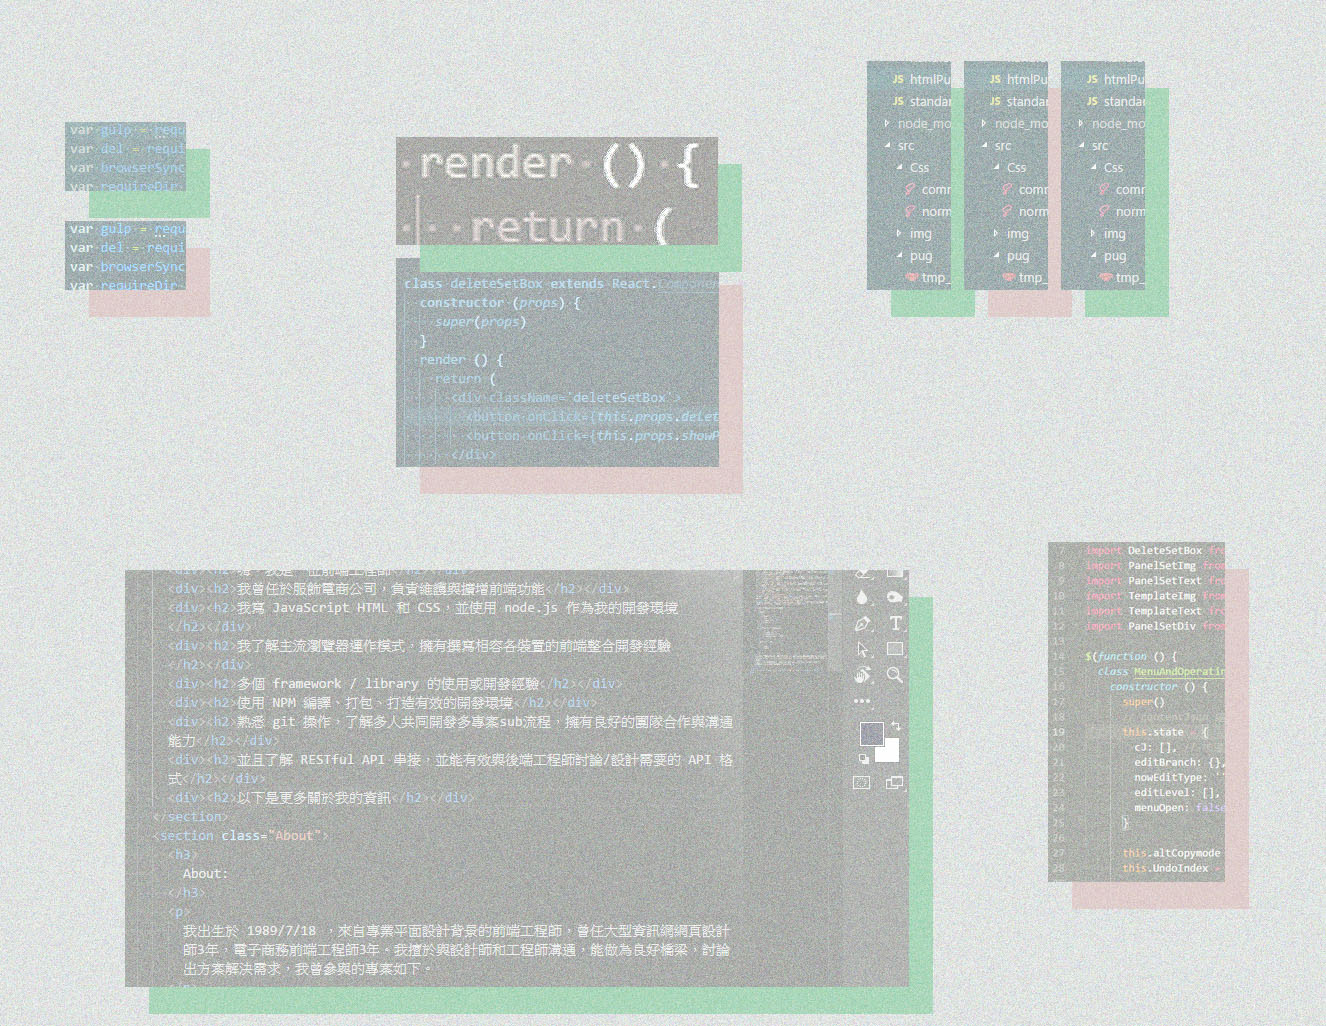 var gulp = requ
var del = requi
var browserSync
var requireDir
var gulp = requ
var del = requi
var browserSync
var requireDir
render () {
return (
class deleteSetBox extends React.Componen
constructor (props) {
super(props)
}
render () {
return (
<div className='deleteSetBox'>
<button onClick={this.props.delet
<button onClick={this.props.showP
</div>
JS htmlPu
JS standar
node_mo
src
Css
comr
norm
img
pug
tmp_
JS htmlPu
JS standar
node_mo
src
Css
comr
norm
img
pug
tmp_
JS htmlPu
JS standar
node_mo
src
Css
comr
norm
img
pug
tmp_
<div><h2>我曾任於服飾電商公司，負責維護與擴增前端功能</h2></div>
<div><h2>我寫 JavaScript HTML 和 CSS，並使用 node.js 作為我的開發環境
</h2></div>
<div><h2>我了解主流瀏覽器運作模式，擁有撰寫相容各裝置的前端整合開發經驗
</h2></div>
<div><h2>多個 framework / library 的使用或開發經驗</h2></div>
<div><h2>使用 NPM 編譯、打包、打造有效的開發環境</h2></div>
<div><h2>熟悉 git 操作，了解多人共同開發多專案sub流程，擁有良好的團隊合作與溝通
能力</h2></div>
<div><h2>並且了解 RESTful API 串接，並能有效與後端工程師討論/設計需要的 API 格
式</h2></div>
<div><h2>以下是更多關於我的資訊</h2></div>
</section>
<section class="About">
<h3>
About:
</h3>
<p>
我出生於 1989/7/18 ，來自專業平面設計背景的前端工程師，曾任大型資訊網網頁設計
師3年，電子商務前端工程師3年。我擅於與設計師和工程師溝通，能做為良好橋梁，討論
出方案解決需求，我曾參與的專案如下。
T
7 import DeleteSetBox fro
8 import PanelSetImg fro
9 import PanelSetText fro
10 import TemplateImg fro
11 import TemplateText fro
12 import PanelSetDiv from
13
14 $(function () {
15 class MenuAndOperatin
16 constructor () {
17 super()
18
19 this.state = {
20 cJ: [], //
21 editBranch: {},
22 nowEditType: ''
23 editLevel: [],
24 menuOpen: false
25 }
26
27 this.altCopymode
28 this.UndoIndex =